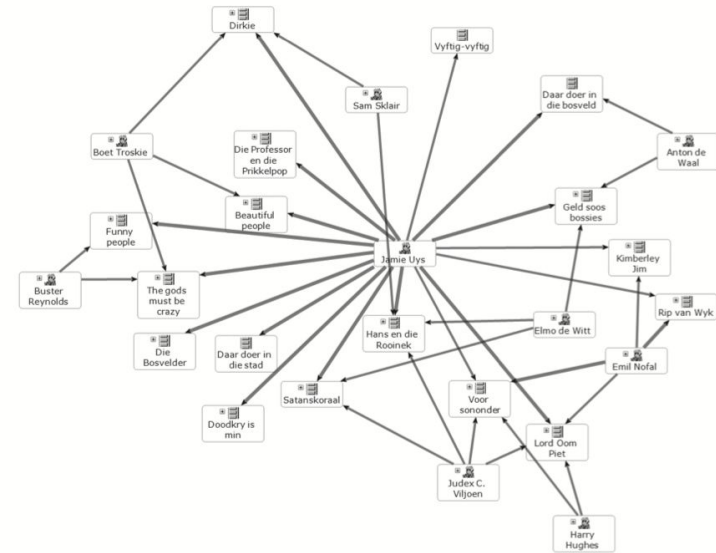 Dirkie
Vyftig-vyftig
Daar doer in
die bosveld
Sam Sklair
Boet Troskie
Die Professor
en die
Prikkelpop
Anton de
Waal
Beautiful
people
Geld soos
bossies
Funny
people
Jamie Uys
Kimberley
Jim
Buster
Reynolds
The gods
must be
crazy
Rip van Wyk
Hans en die
Rooinek
Elmo de Witt
Die
Bosvelder
Daar doer in
die stad
Emil Nofal
Satanskoraal
Voor
sononder
Doodkry is
min
Lord Oom
Piet
Judex C.
Viljoen
Harry
Hughes